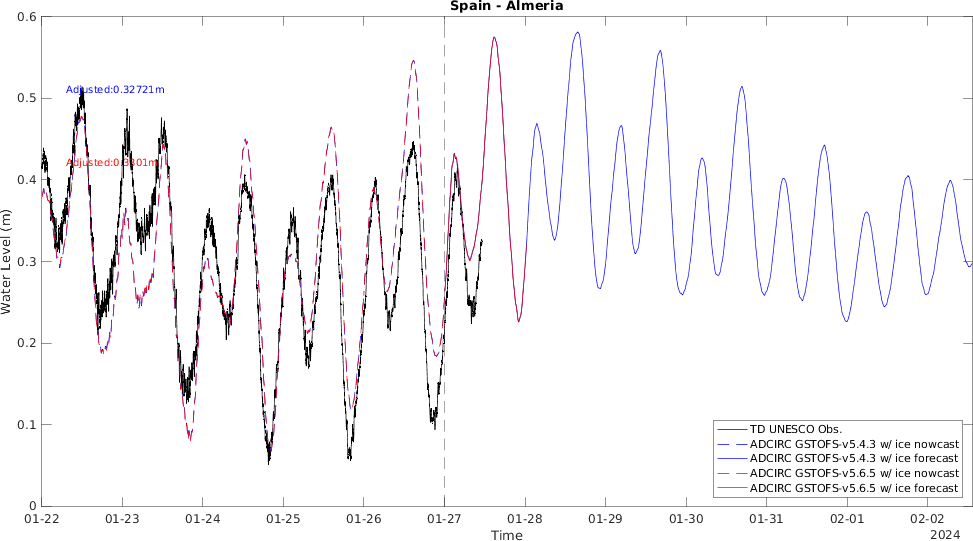 Spain - Almeria
0.6
0.5
0.4
0.3
0.2
0.1
0
Water Level (m)
Adjusted:0.32721m
01-22
01-23
01-24
01-25
01-26
01-27
01-28
01-29
01-30
01-31
02-01
02-02
Time
2024
TD UNESCO Obs.
ADCIRC GSTOFS-v5.4.3 w/ ice nowcast
ADCIRC GSTOFS-v5.4.3 w/ ice forecast
ADCIRC GSTOFS-v5.6.5 w/ ice nowcast
ADCIRC GSTOFS-v5.6.5 w/ ice forecast